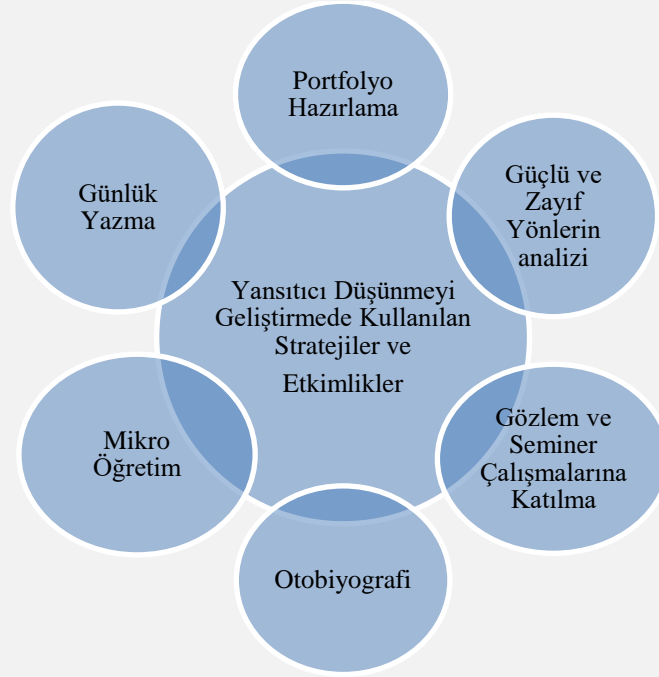 Portfolyo
Hazırlama
Güçlü ve
Zayıf
Yönlerin
analizi
Gözlem ve
Seminer
Çalışmalarına
Katılma
Otobiyografi
Mikro
Öğretim
Günlük
Yazma
Yansıtıcı Düşünmeyi
Geliştirmede Kullanılan
Stratejiler ve
Etkimlikler